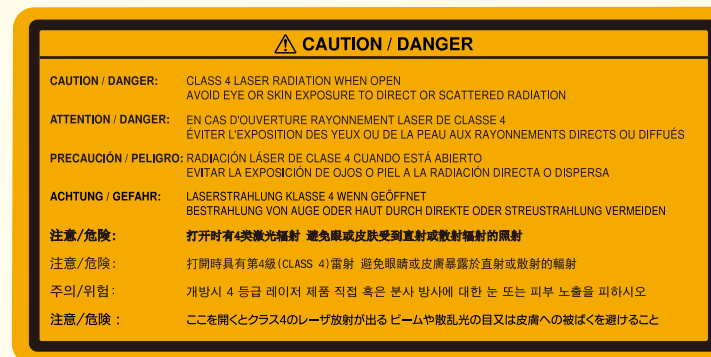 ⚠ CAUTION / DANGER
CAUTION / DANGER: CLASS 4 LASER RADIATION WHEN OPEN
AVOID EYE OR SKIN EXPOSURE TO DIRECT OR SCATTERED RADIATION
ATTENTION / DANGER: EN CAS D'OUVERTURE RAYONNEMENT LASER DE CLASSE 4
ÉVITER L'EXPOSITION DES YEUX OU DE LA PEAU AUX RAYONNEMENTS DIRECTS OU DIFFUÉS
PRECAUCIÓN / PELIGRO: RADIACIÓN LÁSER DE CLASE 4 CUANDO ESTÁ ABIERTO
EVITAR LA EXPOSICIÓN DE OJOS O PIEL A LA RADIACIÓN DIRECTA O DISPERSA
ACHTUNG / GEFAHR: LASERSTRAHLUNG KLASSE 4 WENN GEÖFFNET
BESTRAHLUNG VON AUGE ODER HAUT DURCH DIREKTE ODER STREUSTRAHLUNG VERMEIDEN
注意/危险: 打开时有4类激光辐射 避免眼或皮肤受到直射或散射辐射的照射
注意/危險: 打開時具有第4級(CLASS 4)雷射 避免眼睛或皮膚暴露於直射或散射的輻射
주의/위험: 개방시 4 등급 레이저 제품 직접 혹은 분사 방사에 대한 눈 또는 피부 노출을 피하시오
注意/危険 : ここを開くとクラス4のレーザ放射が出る ビームや散乱光の目又は皮膚への被ばくを避けること